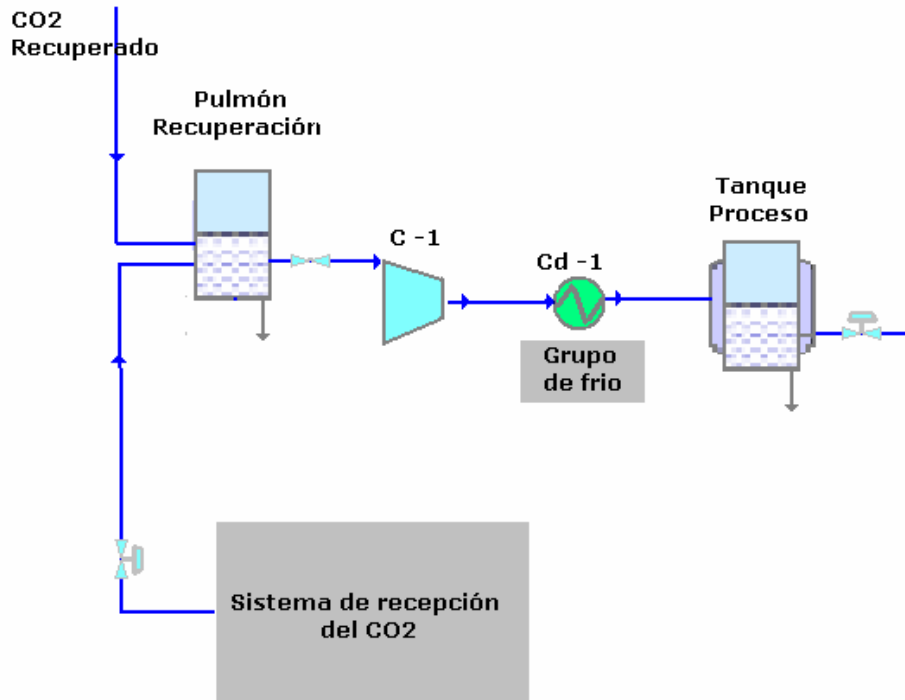 CO2
Recuperado
Pulmón
Recuperación
C -1
Cd -1
Tanque
Proceso
Grupo
de frio
Sistema de recepción
del CO2